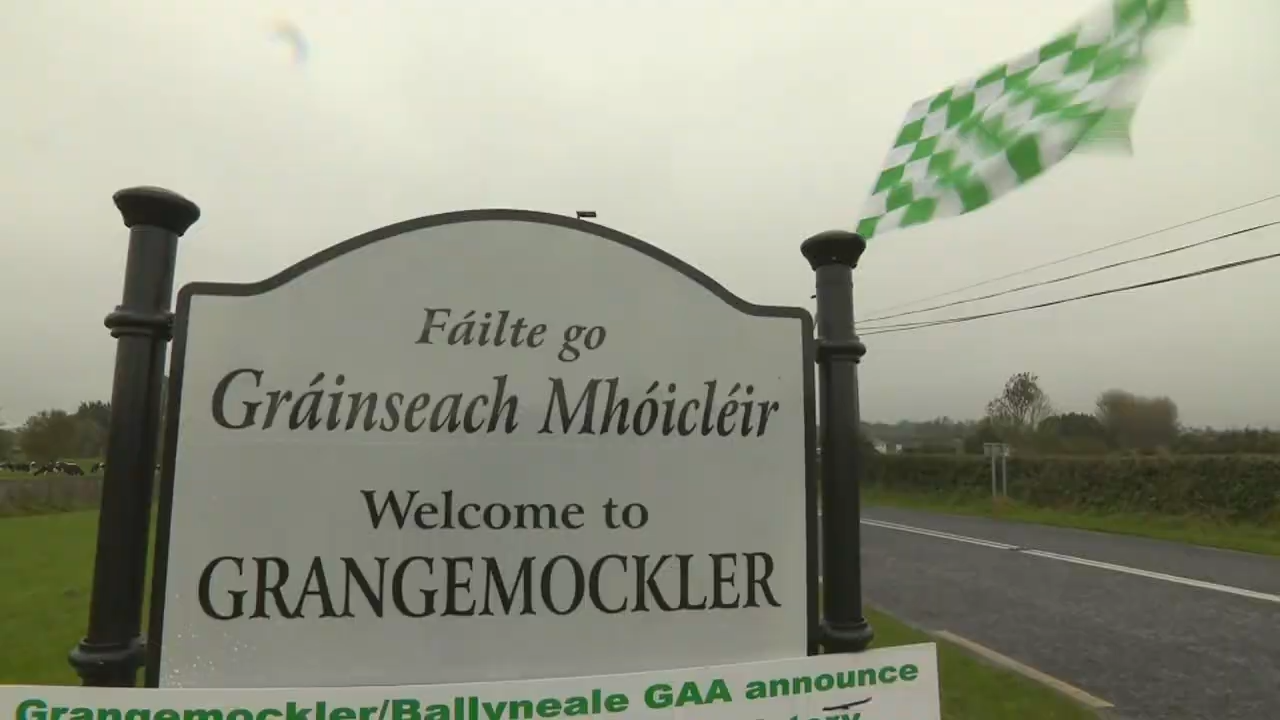 Fáilte go
Gráinseach Mhóicléir
Welcome to
GRANGEMOCKLER
Grangemockler/Ballyneale GAA announce